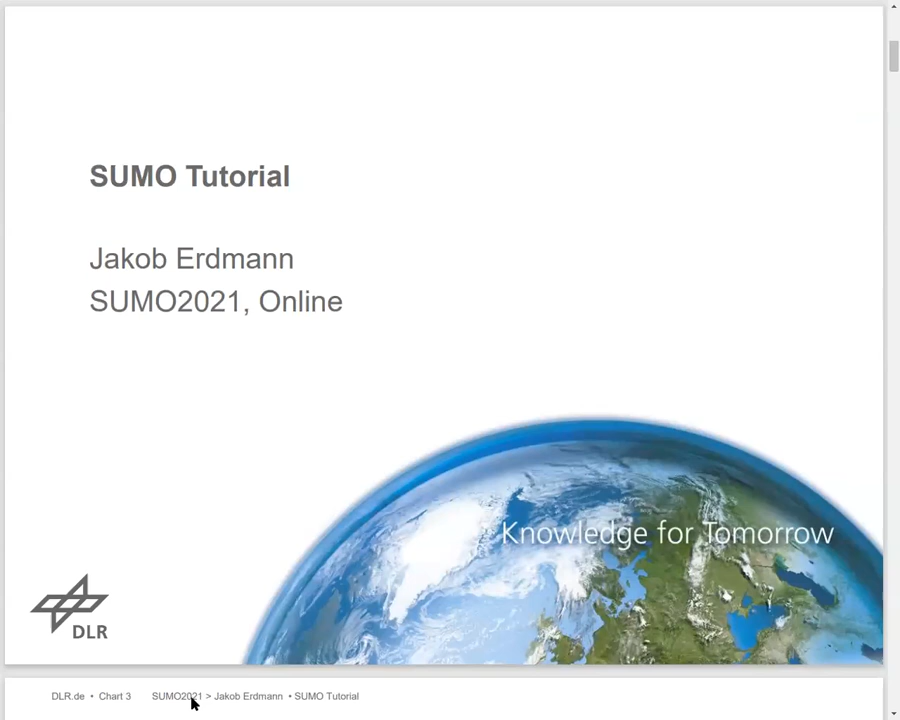 SUMO Tutorial
Jakob Erdmann
SUMO2021, Online
Knowledge for Tomorrow
DLR
DLR.de • Chart 3 SUMO2021 > Jakob Erdmann • SUMO Tutorial